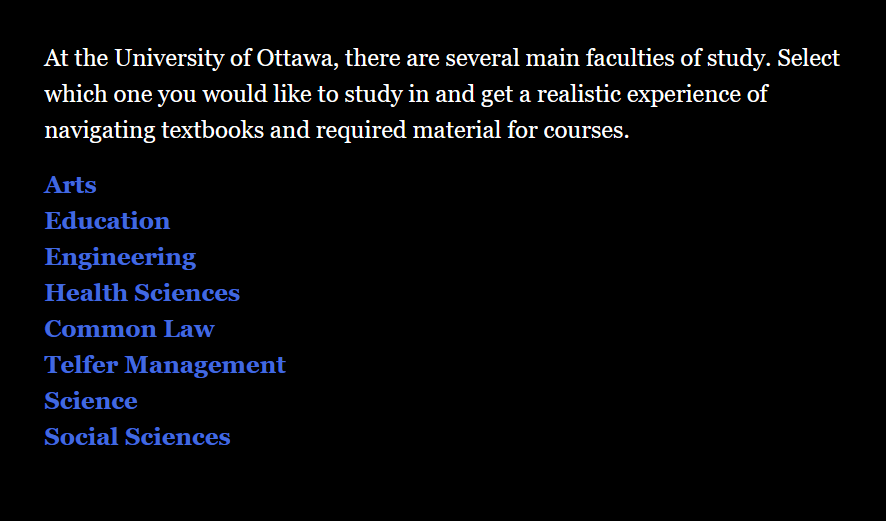 At the University of Ottawa, there are several main faculties of study. Select
which one you would like to study in and get a realistic experience of
navigating textbooks and required material for courses.
Arts
Education
Engineering
Health Sciences
Common Law
Telfer Management
Science
Social Sciences